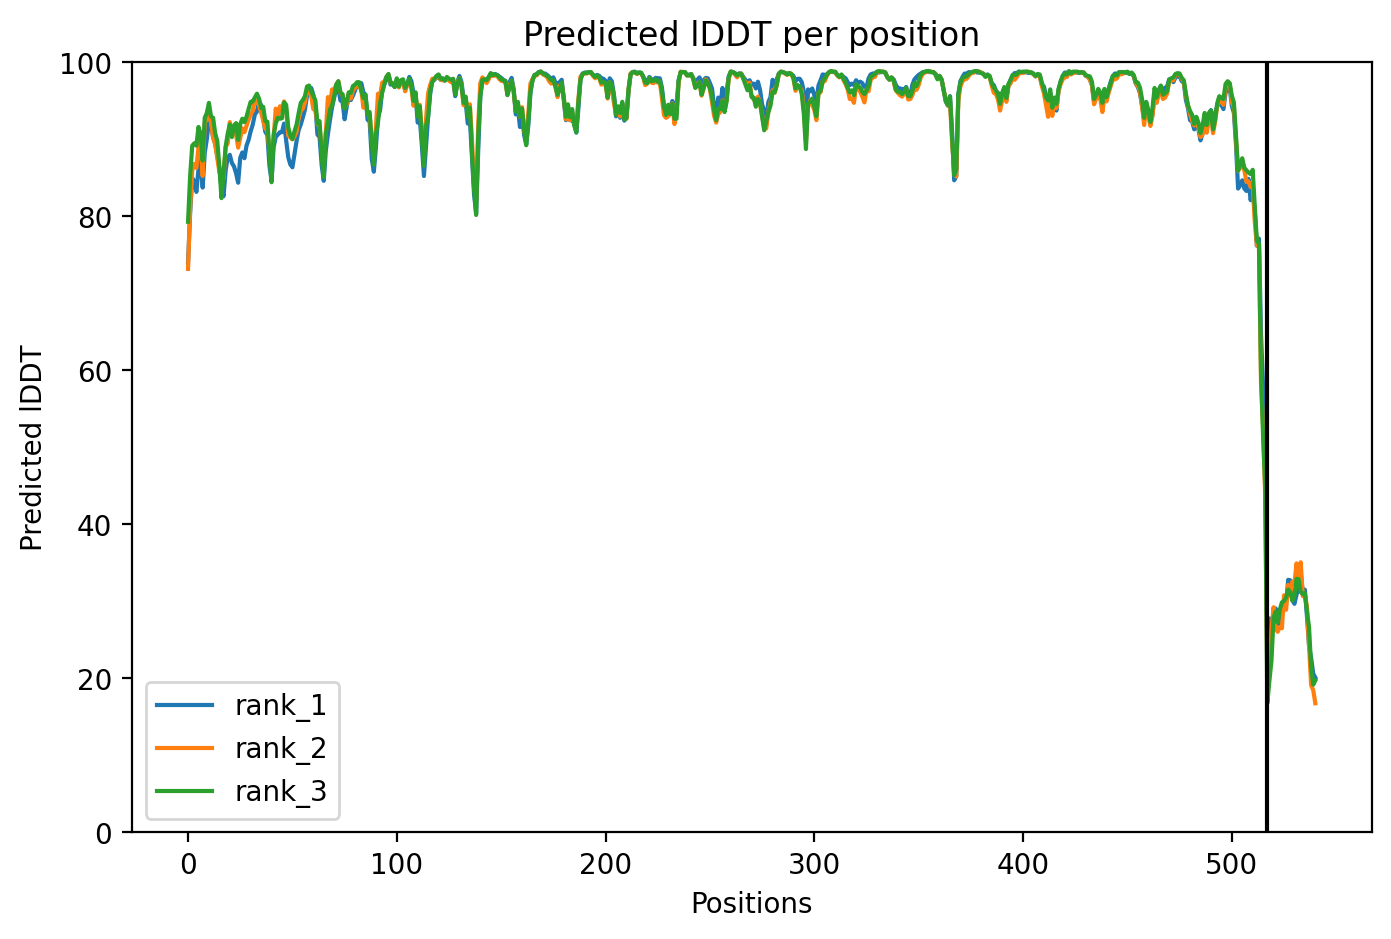 Predicted lDDT per position
100
80
60
40
20
0
Predicted lDDT
rank_1
rank_2
rank_3
0 100 200 300 400 500
Positions